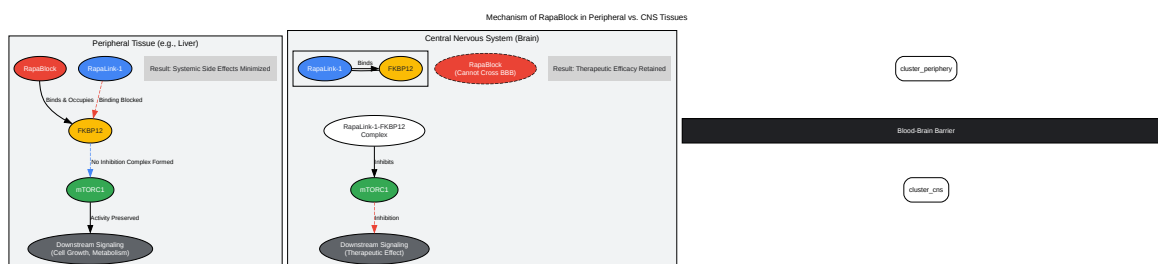 Mechanism of RapaBlock in Peripheral vs. CNS Tissues
Peripheral Tissue (e.g., Liver)
RapaBlock
RapaLink-1
Result: Systemic Side Effects Minimized
Binds & Occupies
Binding Blocked
FKBP12
No Inhibition Complex Formed
mTORC1
Activity Preserved
Downstream Signaling
(Cell Growth, Metabolism)
Central Nervous System (Brain)
RapaLink-1
Binds
FKBP12
RapaBlock
(Cannot Cross BBB)
Result: Therapeutic Efficacy Retained
RapaLink-1-FKBP12
Complex
Inhibits
mTORC1
Inhibition
Downstream Signaling
(Therapeutic Effect)
cluster_periphery
Blood-Brain Barrier
cluster_cns